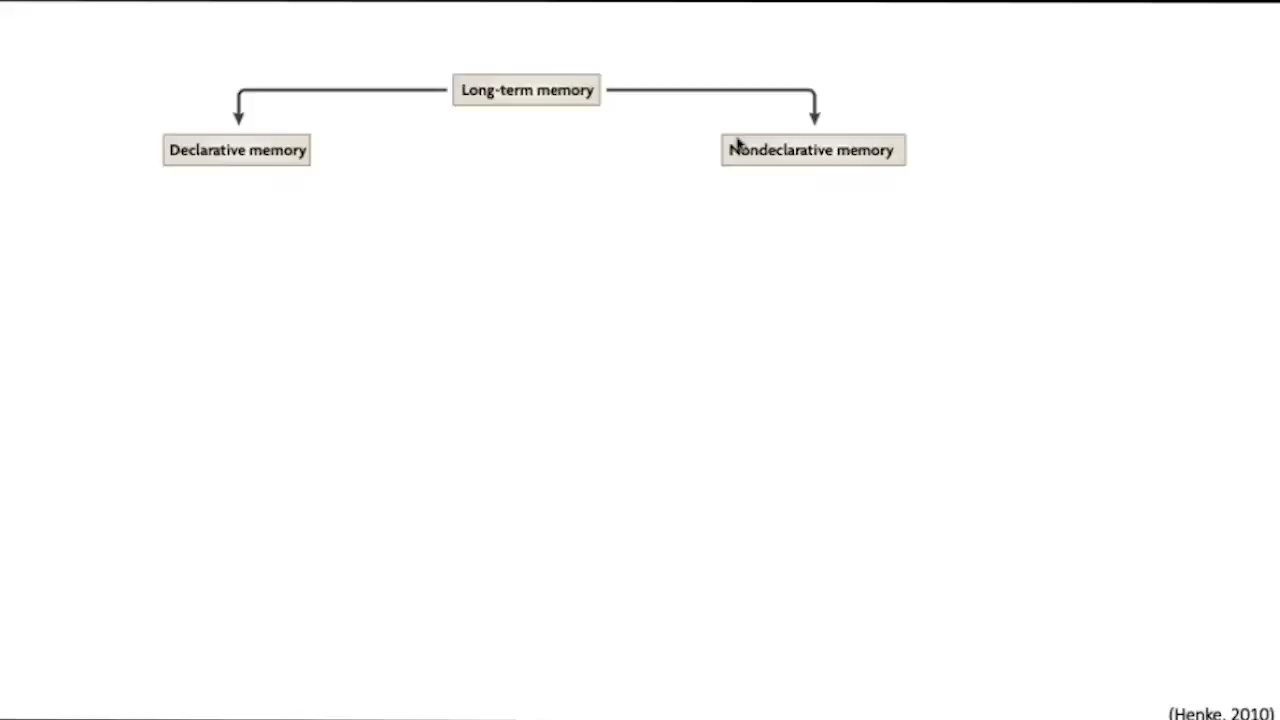 Long-term memory
Declarative memory
Nondeclarative memory
(Henke, 2010)